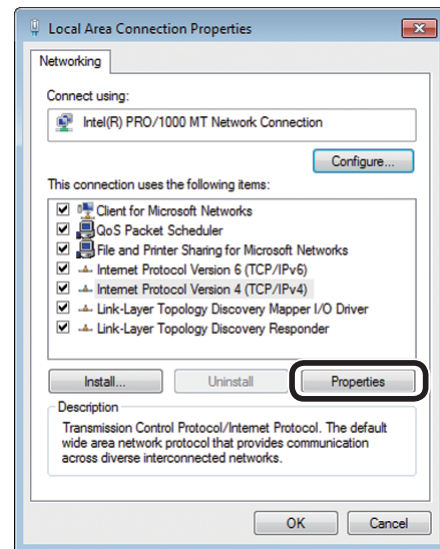 Local Area Connection Properties
Networking
Connect using:
Intel(R) PRO/1000 MT Network Connection
Configure...
This connection uses the following items:
Client for Microsoft Networks
QoS Packet Scheduler
File and Printer Sharing for Microsoft Networks
Internet Protocol Version 6 (TCP/IPv6)
Internet Protocol Version 4 (TCP/IPv4)
Link-Layer Topology Discovery Mapper I/O Driver
Link-Layer Topology Discovery Responder
Install... Uninstall Properties
Description
Transmission Control Protocol/Internet Protocol. The default
wide area network protocol that provides communication
across diverse interconnected networks.
OK Cancel